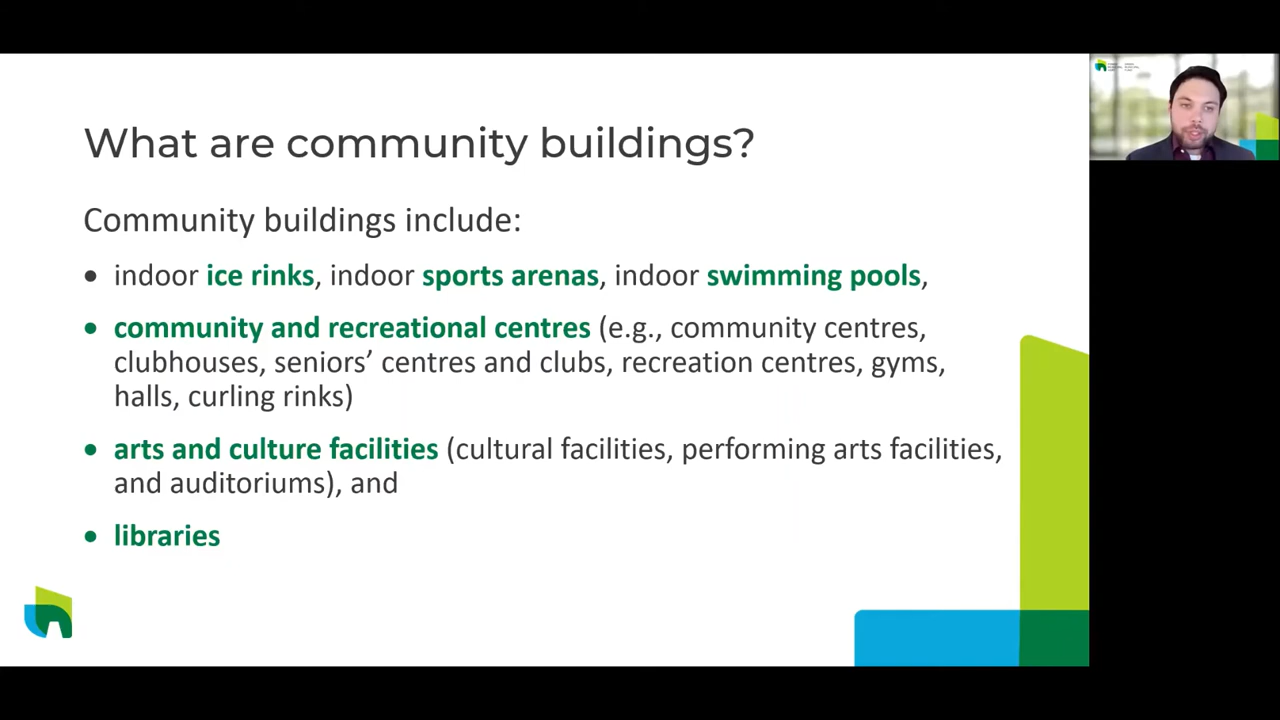 What are community buildings?
Community buildings include:
• indoor ice rinks, indoor sports arenas, indoor swimming pools,
• community and recreational centres (e.g., community centres,
clubhouses, seniors’ centres and clubs, recreation centres, gyms,
halls, curling rinks)
• arts and culture facilities (cultural facilities, performing arts facilities,
and auditoriums), and
• libraries